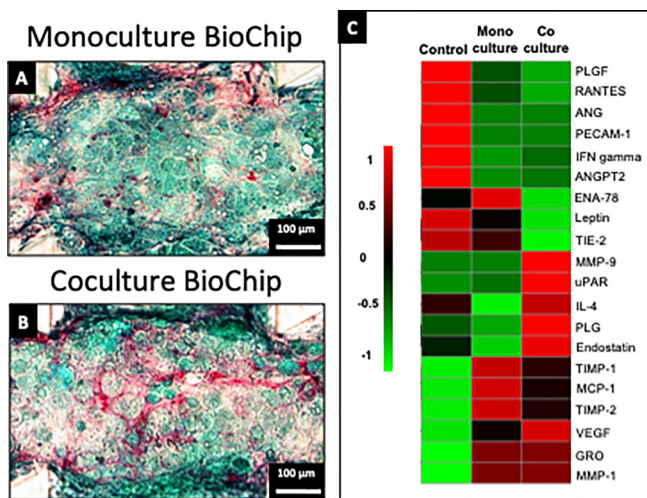 Monoculture BioChip
A
100 μm
Coculture BioChip
B
100 μm
C
Control
Mono
culture
Co
culture
1
0.5
0
-0.5
-1
PLGF
RANTES
ANG
PECAM-1
IFN gamma
ANGPT2
ENA-78
Leptin
TIE-2
MMP-9
uPAR
IL-4
PLG
Endostatin
TIMP-1
MCP-1
TIMP-2
VEGF
GRO
MMP-1